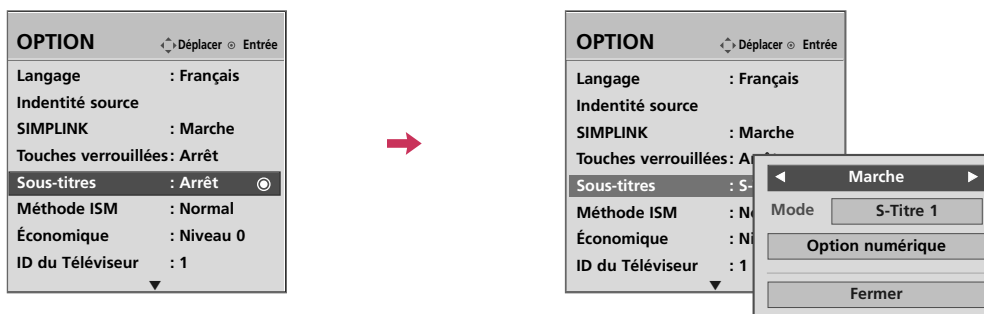 OPTION Déplacer Entrée
Langage : Français
Indentité source
SIMPLINK : Marche
Touches verrouillées : Arrêt
Sous-titres : Arrêt
Méthode ISM : Normal
Économique : Niveau 0
ID du Téléviseur : 1
OPTION Déplacer Entrée
Langage : Français
Indentité source
SIMPLINK : Marche
Touches verrouillées :
Sous-titres : S-
Méthode ISM :
Économique :
ID du Téléviseur : 1
Marche
Mode S-Titre 1
Option numérique
Fermer